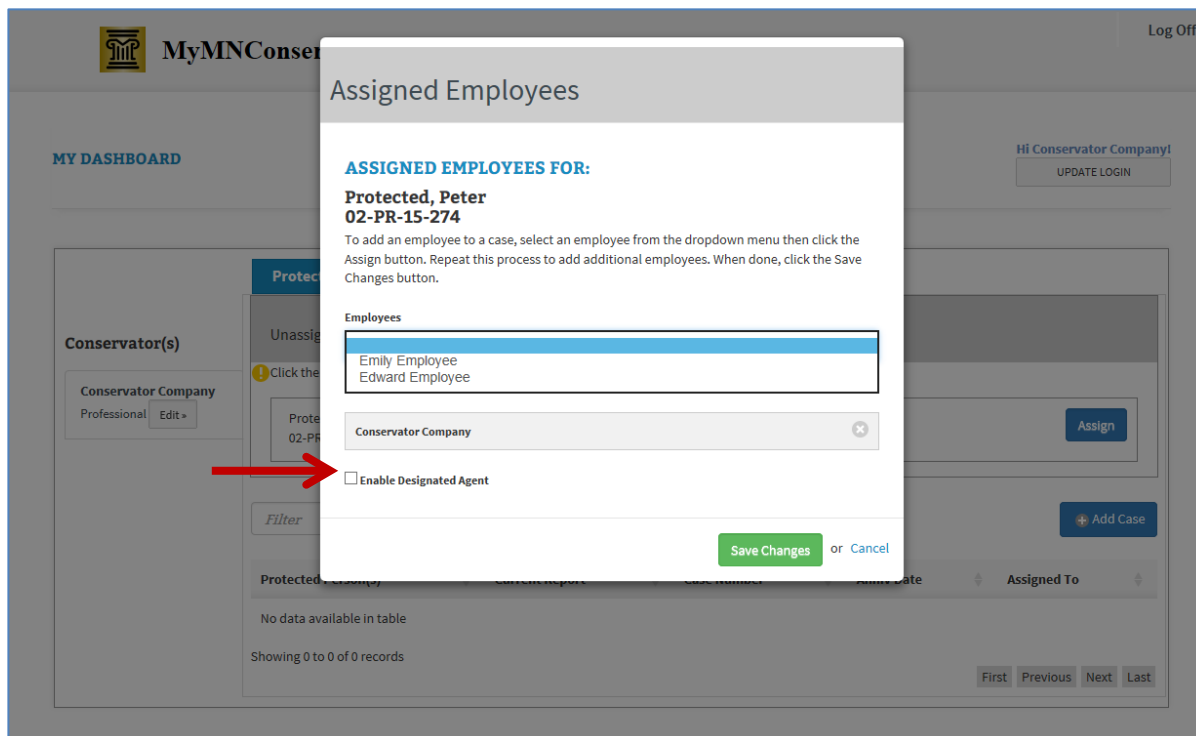 Log Off
MyMNConser
Assigned Employees
MY DASHBOARD
Hi Conservator Company!
UPDATE LOGIN
ASSIGNED EMPLOYEES FOR:
Protected, Peter
02-PR-15-274
To add an employee to a case, select an employee from the dropdown menu then click the
Assign button. Repeat this process to add additional employees. When done, click the Save
Changes button.
Protec
Employees
Conservator(s)
Unassig
Emily Employee
Edward Employee
Click the
Conservator Company
Professional Edit »
Prote
02-PR
Assign
Conservator Company
Enable Designated Agent
Filter
Add Case
Save Changes or Cancel
Protected Person(s) Current Report Case Number Anniv Date Assigned To
No data available in table
Showing 0 to 0 of 0 records
First Previous Next Last